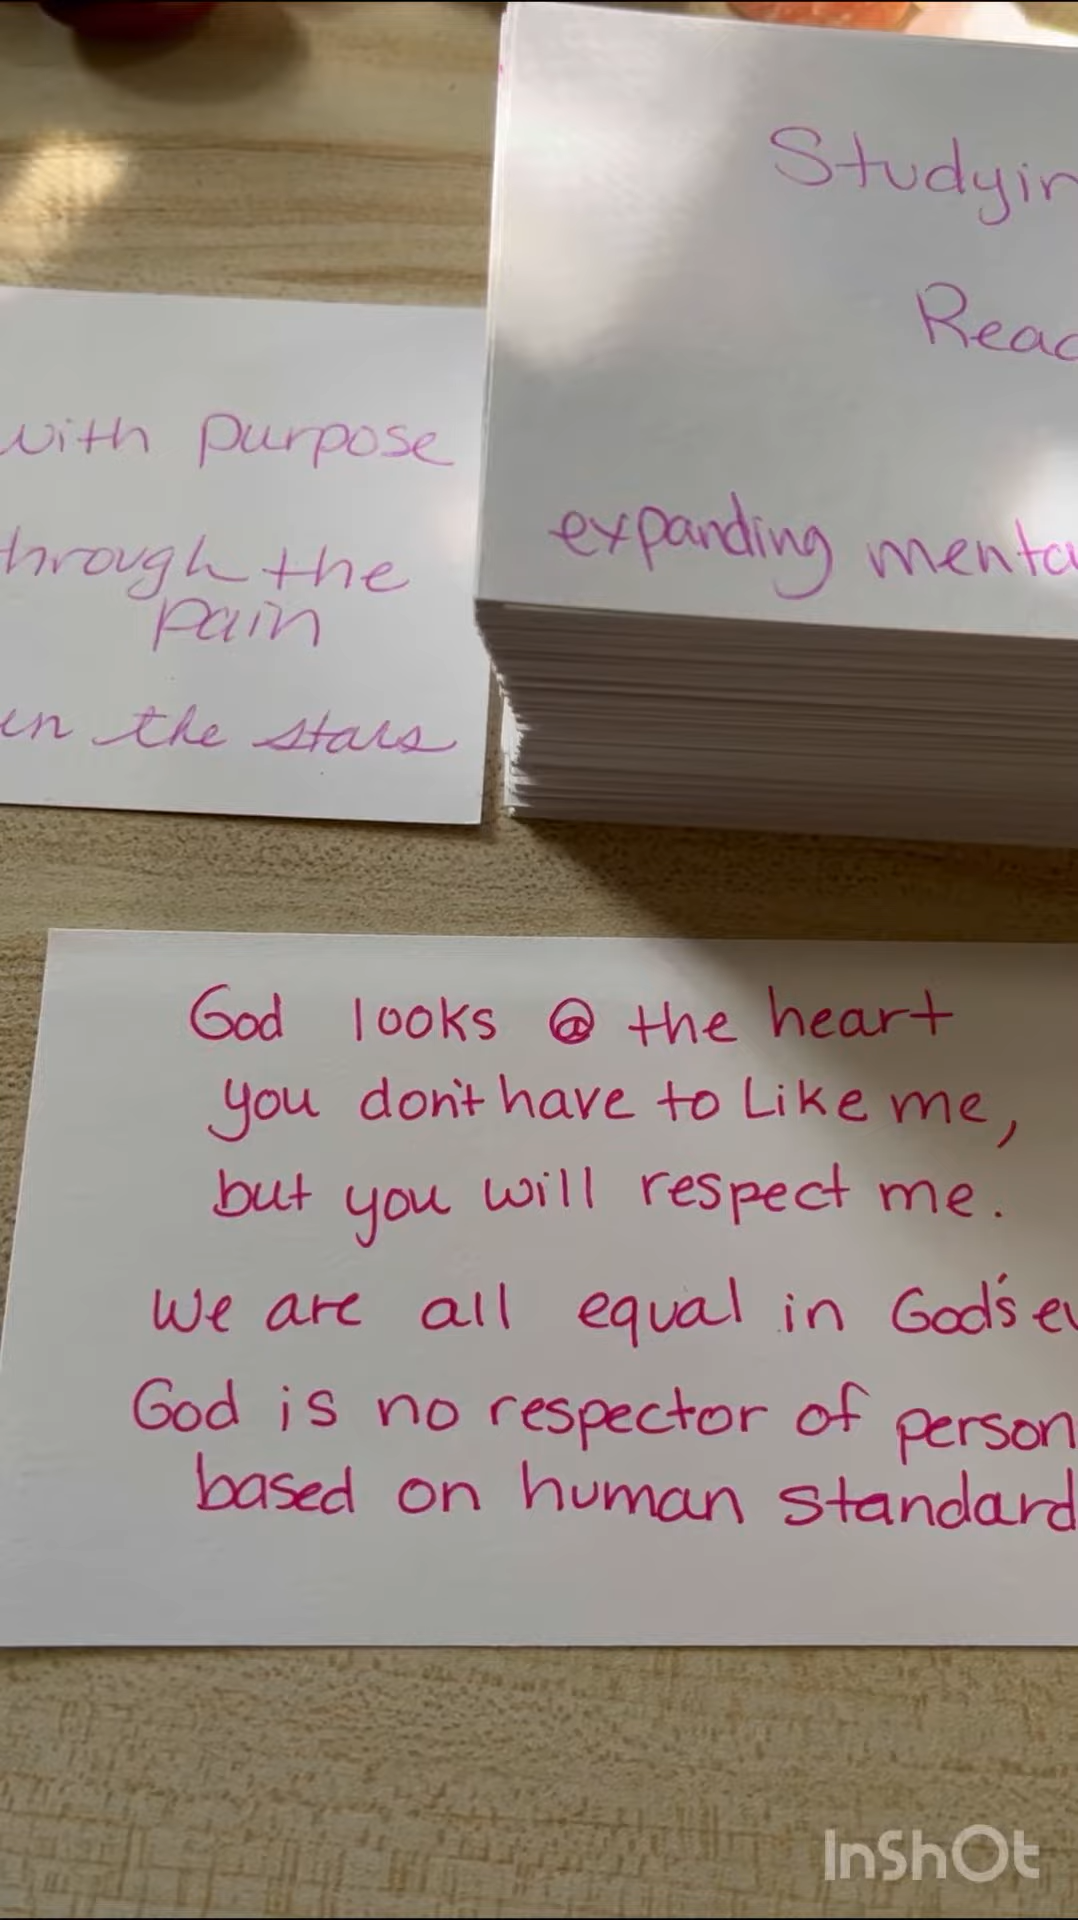 Studyin
Reac
expanding menta
with purpose
through the
pain
en the stars
God looks @ the heart
you don't have to Like me,
but you will respect me.
We are all equal in God's ey
God is no respector of person
based on human standard
InShOt